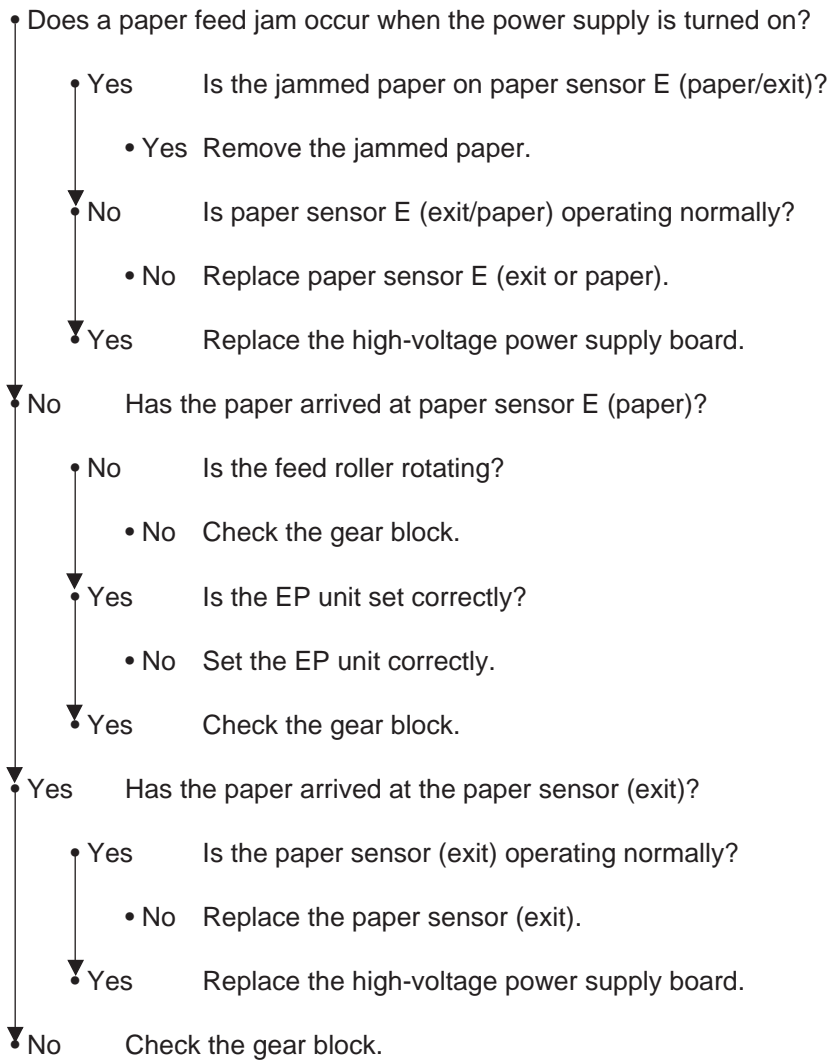 • Does a paper feed jam occur when the power supply is turned on?
• Yes Is the jammed paper on paper sensor E (paper/exit)?
• Yes Remove the jammed paper.
• No Is paper sensor E (exit/paper) operating normally?
• No Replace paper sensor E (exit or paper).
• Yes Replace the high-voltage power supply board.
• No Has the paper arrived at paper sensor E (paper)?
• No Is the feed roller rotating?
• No Check the gear block.
• Yes Is the EP unit set correctly?
• No Set the EP unit correctly.
• Yes Check the gear block.
• Yes Has the paper arrived at the paper sensor (exit)?
• Yes Is the paper sensor (exit) operating normally?
• No Replace the paper sensor (exit).
• Yes Replace the high-voltage power supply board.
• No Check the gear block.